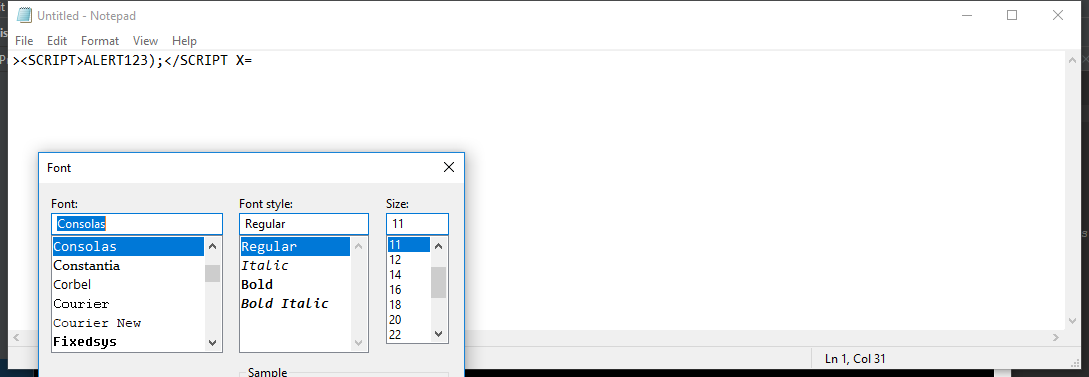 Untitled - Notepad
File Edit Format View Help
><SCRIPT>ALERT123);</SCRIPT X=
Font
Font: Font style: Size:
Consolas Regular 11
Consolas Regular 11
Constantia Italic 12
Corbel Bold 14
Courier Bold Italic 16
Courier New 18
Fixedsys 20
22
Sample
Ln 1, Col 31